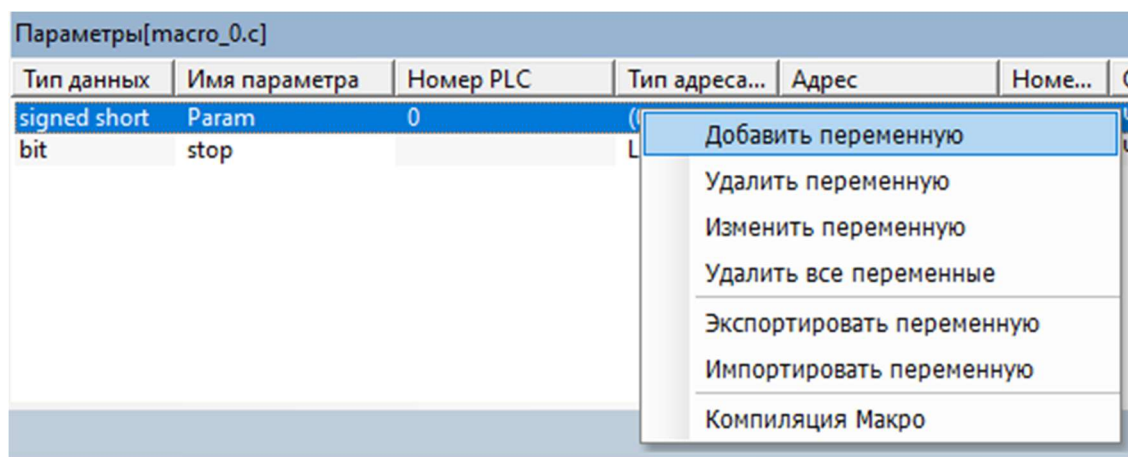 Параметры[macro_0.c]
Тип данных Имя параметра Номер PLC Тип адреса... Адрес Номе...
signed short Param 0
bit stop L
Добавить переменную
Удалить переменную
Изменить переменную
Удалить все переменные
Экспортировать переменную
Импортировать переменную
Компиляция Макро